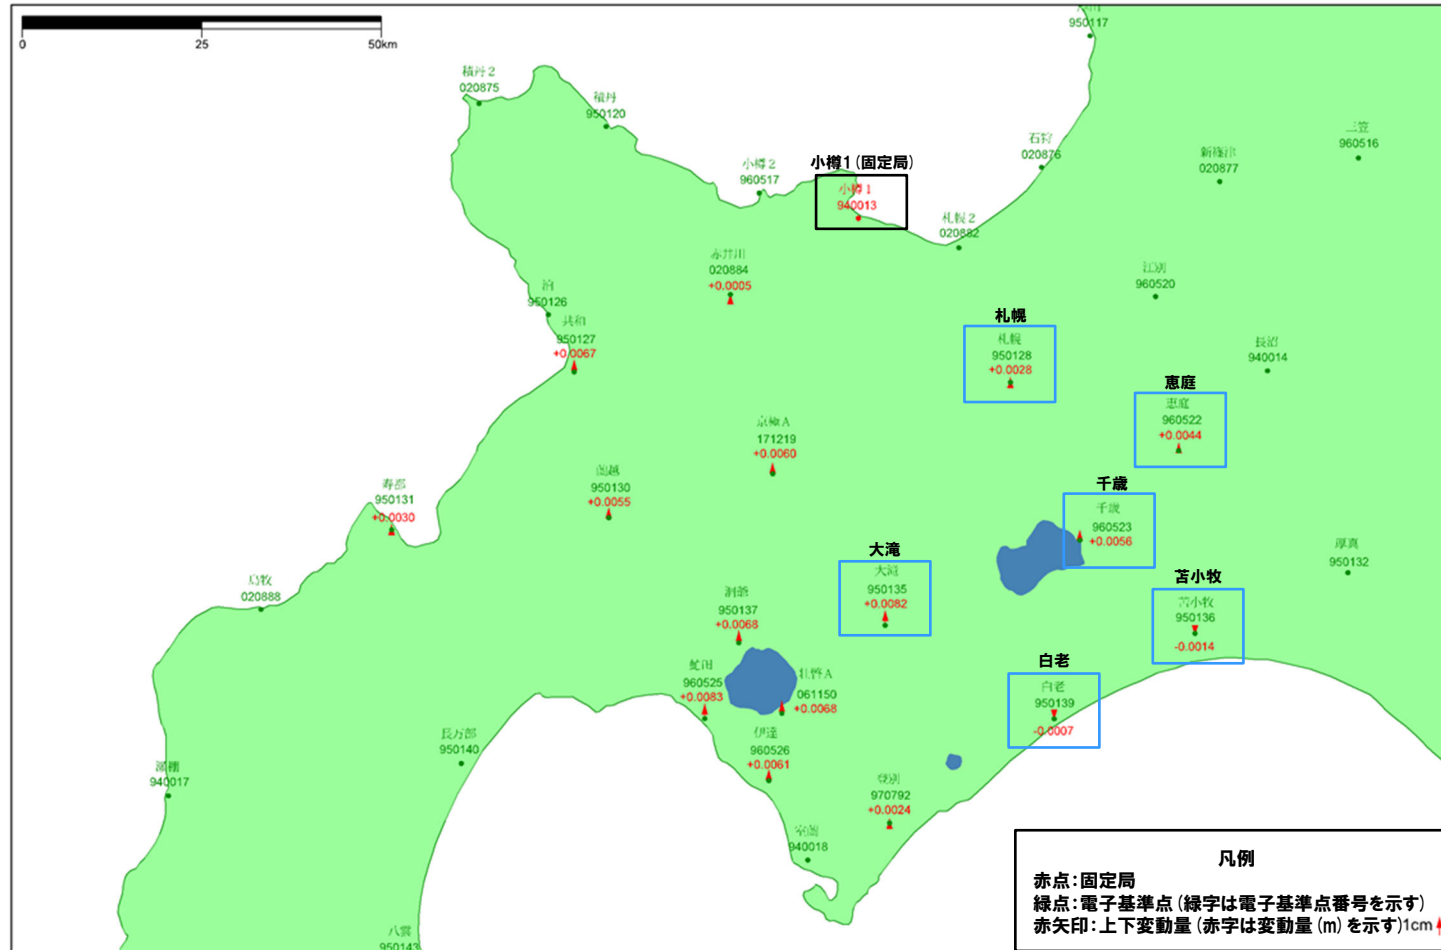 0 25 50km
950117
積丹２
020875
積丹
950120
小樽２
960517
小樽1（固定局）
小樽１
940013
石狩
020876
新篠津
020877
三笠
960516
札幌２
020882
赤井川
020884
+0.0005
泊
950126
共和
950127
+0.0067
江別
960520
札幌
札幌
950128
+0.0028
長沼
940014
恵庭
恵庭
960522
+0.0044
京極Ａ
171219
+0.0060
蘭越
950130
+0.0055
寿都
950131
+0.0030
千歳
千歳
960523
+0.0056
大滝
大滝
950135
+0.0082
厚真
950132
苫小牧
苫小牧
950136
-0.0014
島牧
020888
洞爺
950137
+0.0068
虻田
960525
+0.0083
壮瞥Ａ
061150
+0.0068
白老
白老
950139
-0.0007
伊達
960526
+0.0061
長万部
950140
940017
登別
970792
+0.0024
室蘭
940018
八雲
950143
凡例
赤点：固定局
緑点：電子基準点（緑字は電子基準点番号を示す）
赤矢印：上下変動量（赤字は変動量（m）を示す）1cm